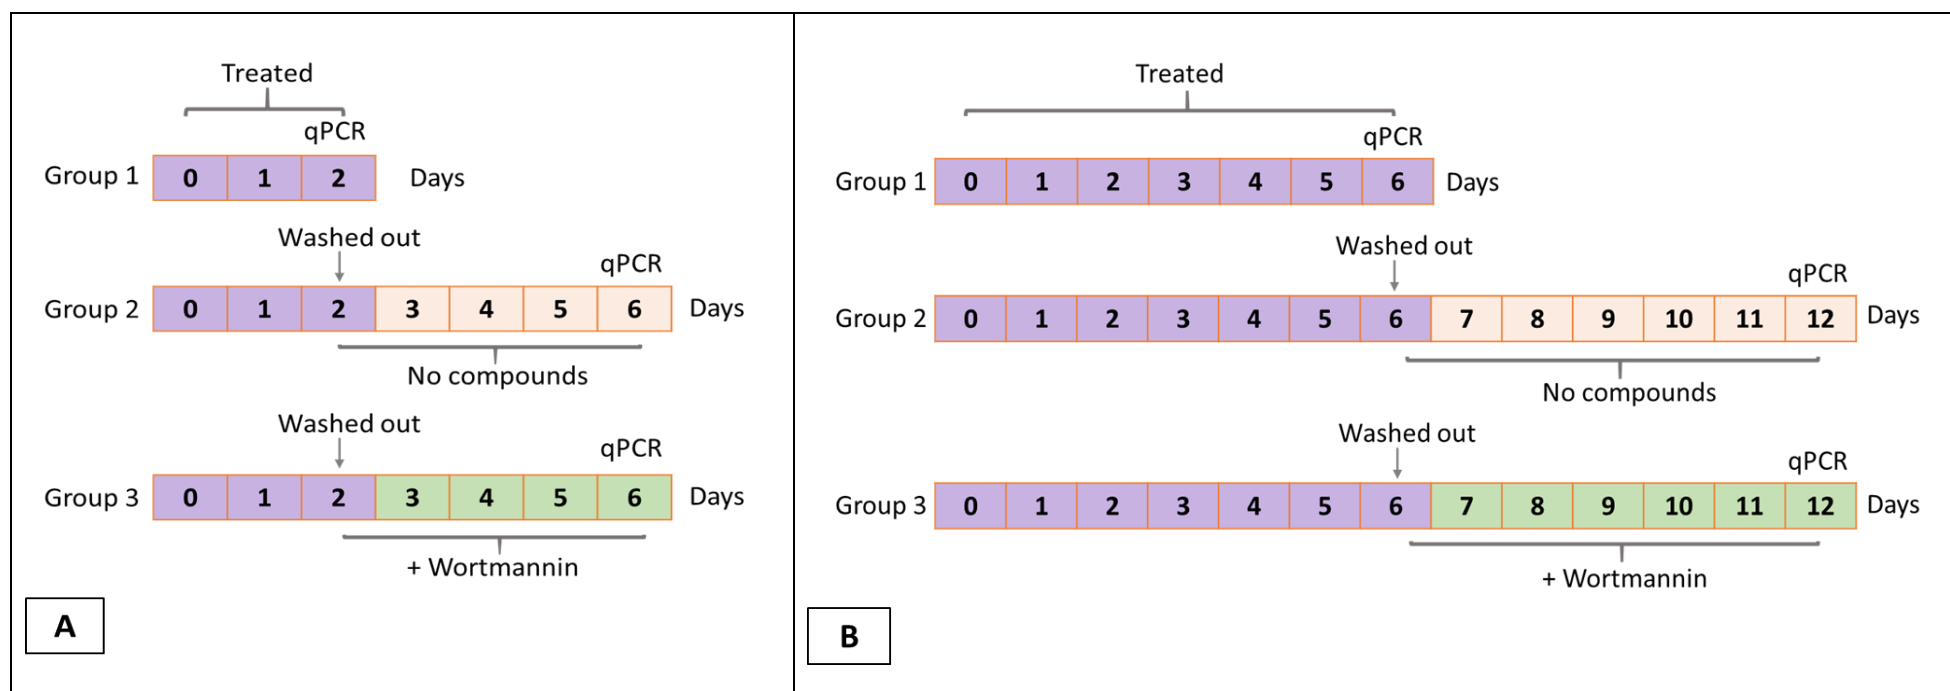 Treated
qPCR
Group 1 0 1 2 Days
Washed out
qPCR
Group 2 0 1 2 3 4 5 6 Days
No compounds
Washed out
qPCR
Group 3 0 1 2 3 4 5 6 Days
+ Wortmannin
A
Treated
qPCR
Group 1 0 1 2 3 4 5 6 Days
Washed out
qPCR
Group 2 0 1 2 3 4 5 6 7 8 9 10 11 12 Days
No compounds
Washed out
qPCR
Group 3 0 1 2 3 4 5 6 7 8 9 10 11 12 Days
+ Wortmannin
B